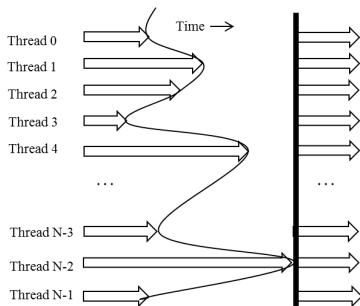 Time
Thread 0
Thread 1
Thread 2
Thread 3
Thread 4
... ...
Thread N-3
Thread N-2
Thread N-1